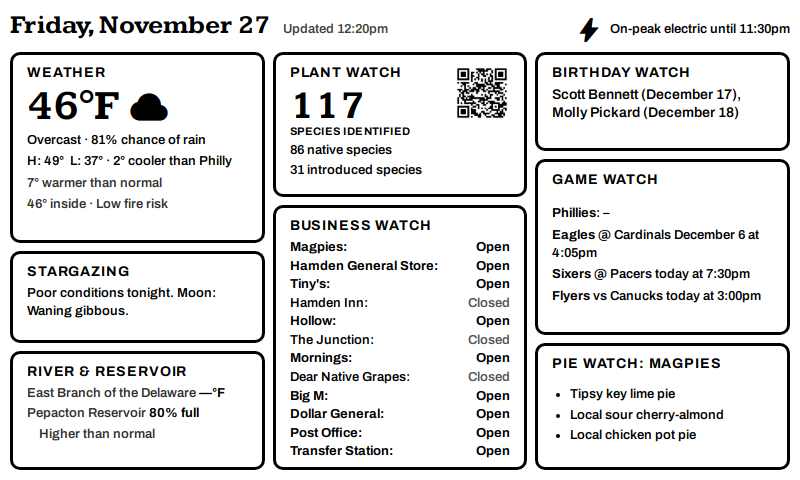 Friday, November 27 Updated 12:20pm
On-peak electric until 11:30pm
WEATHER
46°F
Overcast · 81% chance of rain
H: 49° L: 37° · 2° cooler than Philly
7° warmer than normal
46° inside · Low fire risk
STARGAZING
Poor conditions tonight. Moon:
Waning gibbous.
RIVER & RESERVOIR
East Branch of the Delaware —°F
Pepacton Reservoir 80% full
Higher than normal
PLANT WATCH
117
SPECIES IDENTIFIED
86 native species
31 introduced species
BUSINESS WATCH
Magpies: Open
Hamden General Store: Open
Tiny's: Open
Hamden Inn: Closed
Hollow: Open
The Junction: Closed
Mornings: Open
Dear Native Grapes: Closed
Big M: Open
Dollar General: Open
Post Office: Open
Transfer Station: Open
BIRTHDAY WATCH
Scott Bennett (December 17),
Molly Pickard (December 18)
GAME WATCH
Phillies: –
Eagles @ Cardinals December 6 at
4:05pm
Sixers @ Pacers today at 7:30pm
Flyers vs Canucks today at 3:00pm
PIE WATCH: MAGPIES
• Tipsy key lime pie
• Local sour cherry-almond
• Local chicken pot pie